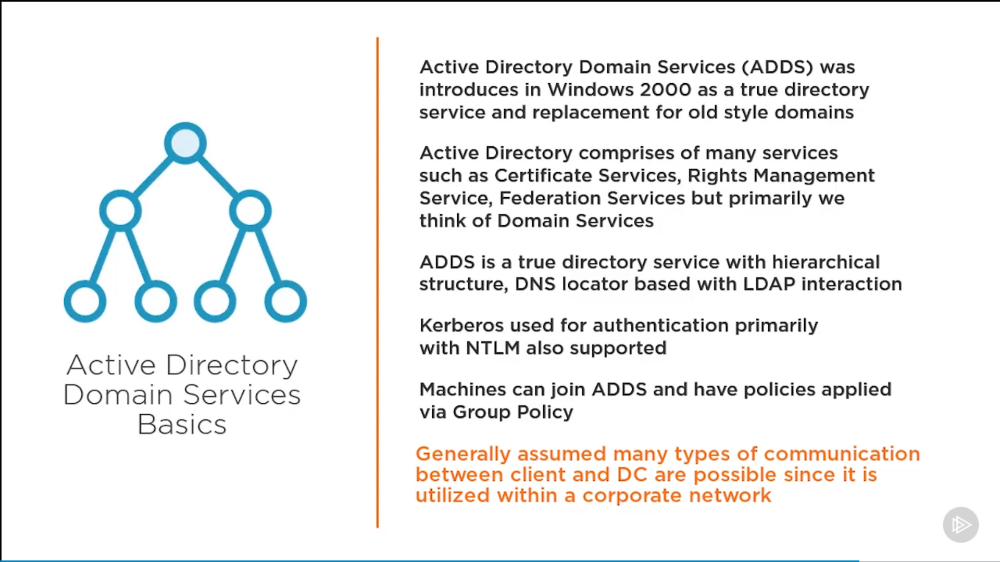 Active Directory
Domain Services
Basics
Active Directory Domain Services (ADDS) was
introduces in Windows 2000 as a true directory
service and replacement for old style domains
Active Directory comprises of many services
such as Certificate Services, Rights Management
Service, Federation Services but primarily we
think of Domain Services
ADDS is a true directory service with hierarchical
structure, DNS locator based with LDAP interaction
Kerberos used for authentication primarily
with NTLM also supported
Machines can join ADDS and have policies applied
via Group Policy
Generally assumed many types of communication
between client and DC are possible since it is
utilized within a corporate network